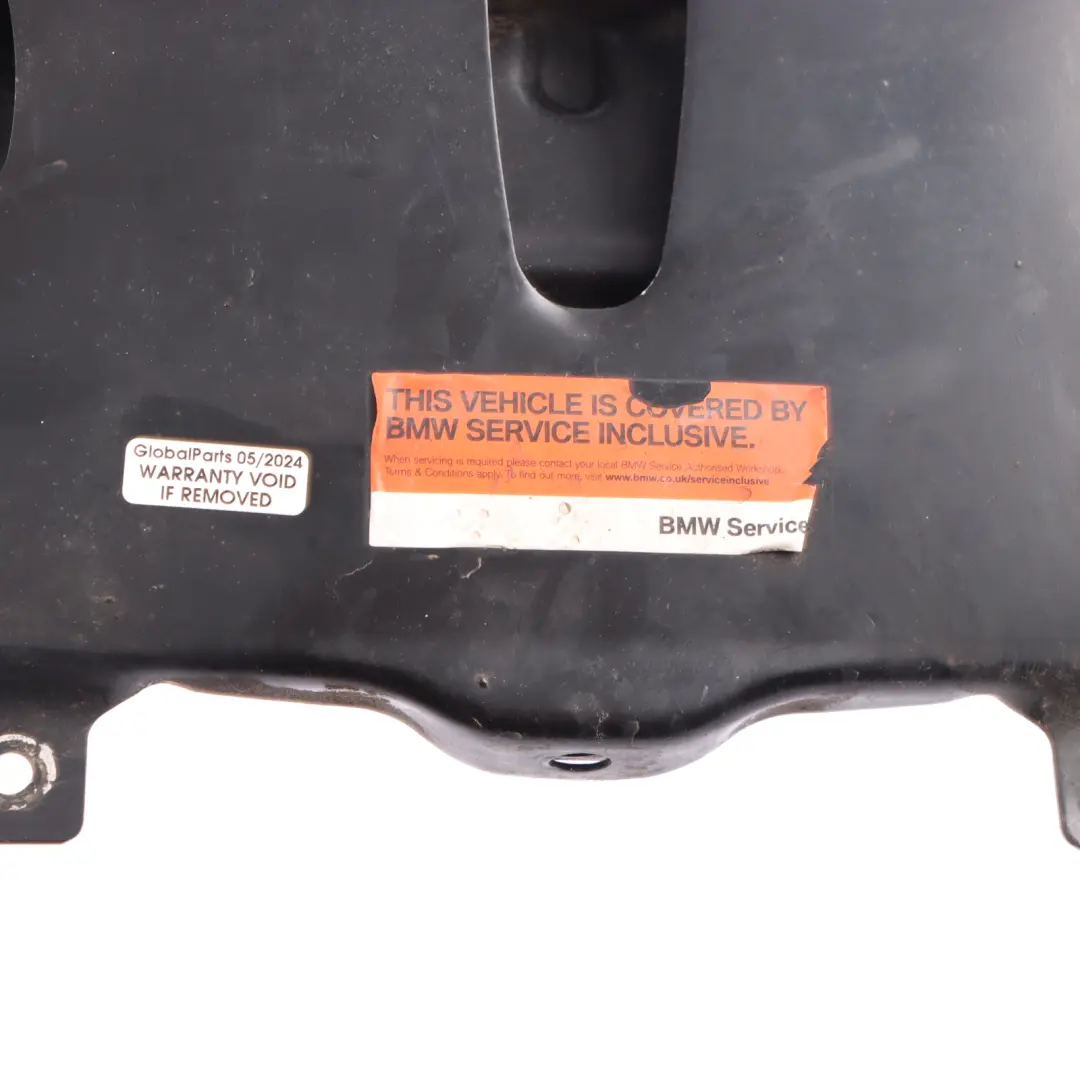 GlobalParts 05/2024
WARRANTY VOID
IF REMOVED
THIS VEHICLE IS COVERED BY
BMW SERVICE INCLUSIVE.
When servicing is required please contact your local BMW Service Authorised Workshop.
Terms & Conditions apply. To find out more, visit www.bmw.co.uk/serviceinclusive
BMW Service